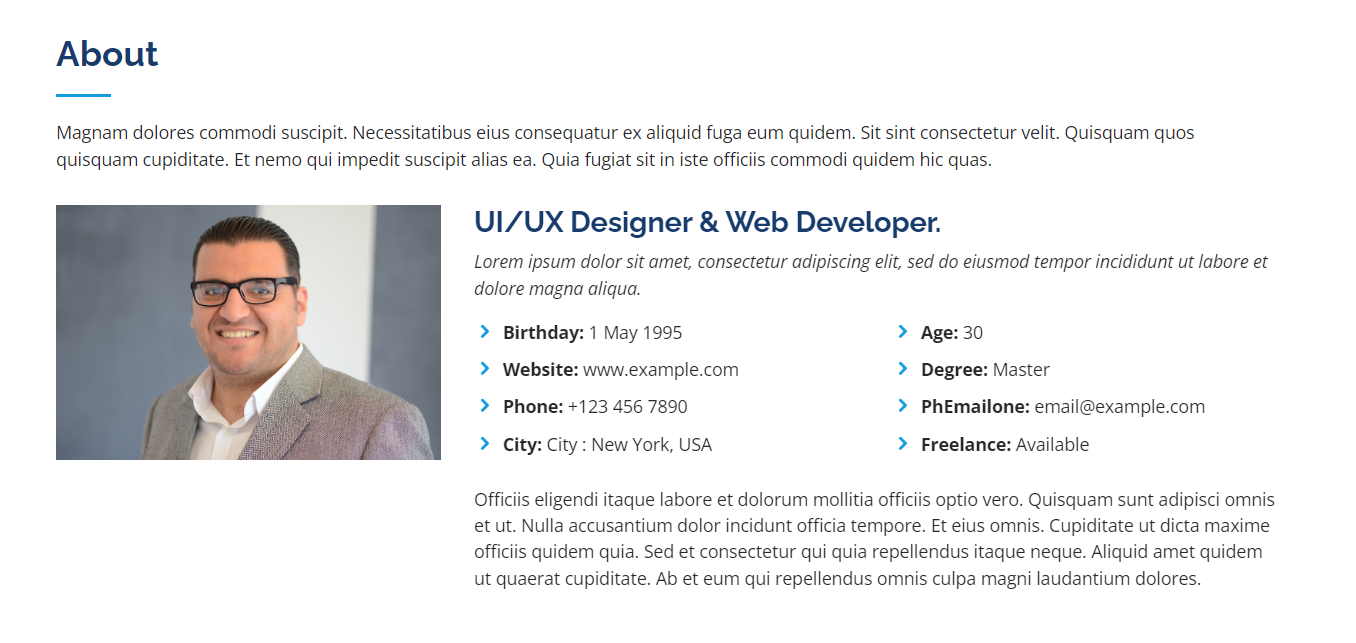 About
Magnam dolores commodi suscipit. Necessitatibus eius consequatur ex aliquid fuga eum quidem. Sit sint consectetur velit. Quisquam quos
quisquam cupiditate. Et nemo qui impedit suscipit alias ea. Quia fugiat sit in iste officiis commodi quidem hic quas.
UI/UX Designer & Web Developer.
Lorem ipsum dolor sit amet, consectetur adipiscing elit, sed do eiusmod tempor incididunt ut labore et
dolore magna aliqua.
Birthday: 1 May 1995
Website: www.example.com
Phone: +123 456 7890
City: City : New York, USA
Age: 30
Degree: Master
PhEmailone: email@example.com
Freelance: Available
Officiis eligendi itaque labore et dolorum mollitia officiis optio vero. Quisquam sunt adipisci omnis
et ut. Nulla accusantium dolor incidunt officia tempore. Et eius omnis. Cupiditate ut dicta maxime
officiis quidem quia. Sed et consectetur qui quia repellendus itaque neque. Aliquid amet quidem
ut quaerat cupiditate. Ab et eum qui repellendus omnis culpa magni laudantium dolores.